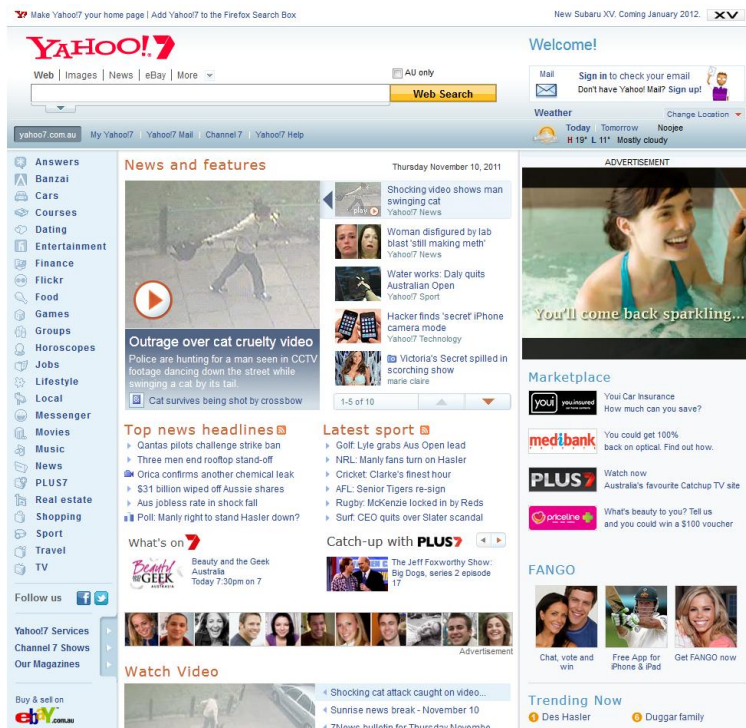 Make Yahoo!7 your home page | Add Yahoo!7 to the Firefox Search Box
New Subaru XV. Coming January 2012.
XV
YAHOO!7
Web | Images | News | eBay | More
AU only
Web Search
Welcome!
Mail
Sign in to check your email
Don't have Yahoo! Mail? Sign up!
Weather
Change Location
Today Tomorrow Noojee
H 19° L 11° Mostly cloudy
yahoo7.com.au
My Yahoo!7 | Yahoo!7 Mail | Channel 7 | Yahoo!7 Help
Answers
Banzai
Cars
Courses
Dating
Entertainment
Finance
Flickr
Food
Games
Groups
Horoscopes
Jobs
Lifestyle
Local
Messenger
Movies
Music
News
PLUS7
Real estate
Shopping
Sport
Travel
TV
Follow us
Yahoo!7 Services
Channel 7 Shows
Our Magazines
Buy & sell on
ebay.com.au
News and features
Thursday November 10, 2011
Outrage over cat cruelty video
Police are hunting for a man seen in CCTV
footage dancing down the street while
swinging a cat by its tail.
Cat survives being shot by crossbow
play
Shocking video shows man
swinging cat
Yahoo!7 News
Woman disfigured by lab
blast 'still making meth'
Yahoo!7 News
Water works: Daly quits
Australian Open
Yahoo!7 Sport
Hacker finds 'secret' iPhone
camera mode
Yahoo!7 Technology
Victoria's Secret spilled in
scorching show
marie claire
1-5 of 10
Top news headlines
Qantas pilots challenge strike ban
Three men end rooftop stand-off
Orica confirms another chemical leak
$31 billion wiped off Aussie shares
Aus jobless rate in shock fall
Poll: Manly right to stand Hasler down?
Latest sport
Golf: Lyle grabs Aus Open lead
NRL: Manly fans turn on Hasler
Cricket: Clarke's finest hour
AFL: Senior Tigers re-sign
Rugby: McKenzie locked in by Reds
Surf: CEO quits over Slater scandal
What's on 7
Beauty and the GEEK AUSTRALIA
Beauty and the Geek
Australia
Today 7:30pm on 7
Catch-up with PLUS7
The Jeff Foxworthy Show:
Big Dogs, series 2 episode
17
Advertisement
Watch Video
Shocking cat attack caught on video...
Sunrise news break - November 10
7News bulletin for Thursday Novembe...
ADVERTISEMENT
You'll come back sparkling...
Marketplace
youi you.insured
Youi Car Insurance
How much can you save?
medibank
You could get 100%
back on optical. Find out how.
PLUS7
Watch now
Australia's favourite Catchup TV site
priceline
What's beauty to you? Tell us
and you could win a $100 voucher
FANGO
Chat, vote and
win
Free App for
iPhone & iPad
Get FANGO now
Trending Now
1 Des Hasler
6 Duggar family